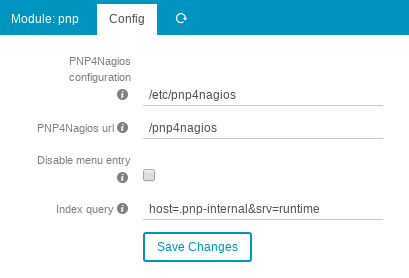 Module: pnp Config
PNP4Nagios
configuration
/etc/pnp4nagios
PNP4Nagios url /pnp4nagios
Disable menu entry
Index query host=.pnp-internal&srv=runtime
Save Changes